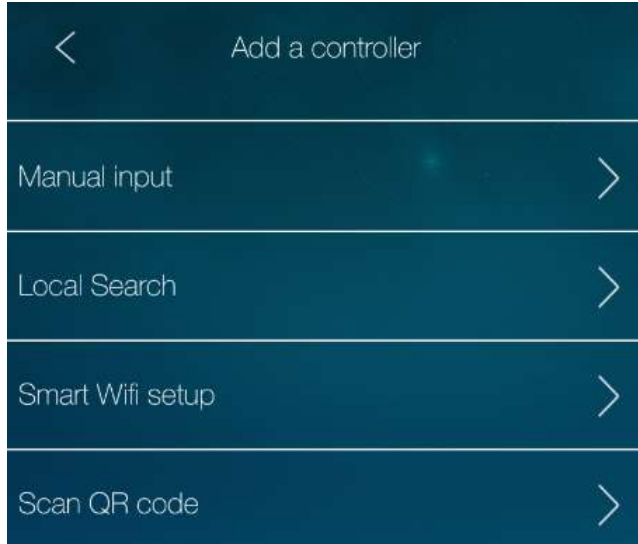 Add a controller
Manual input
Local Search
Smart Wifi setup
Scan QR code